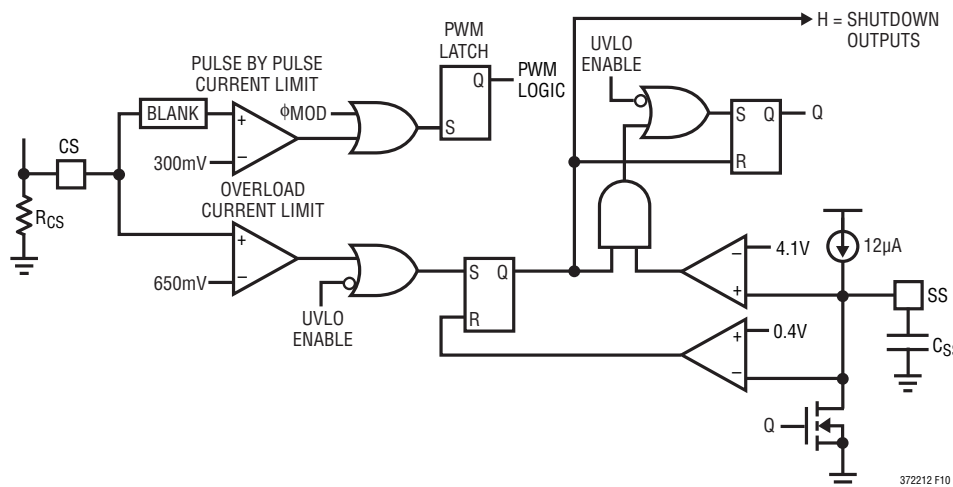 H = SHUTDOWN
OUTPUTS
PWM
LATCH
UVLO
ENABLE
PULSE BY PULSE
CURRENT LIMIT
Q
PWM
LOGIC
BLANK
+
ϕMOD
S
S Q
Q
CS
300mV
−
R
OVERLOAD
CURRENT LIMIT
RCS
+
−
4.1V
12µA
650mV
−
S Q
+
SS
UVLO
ENABLE
R
+
0.4V
CS
−
Q
372212 F10